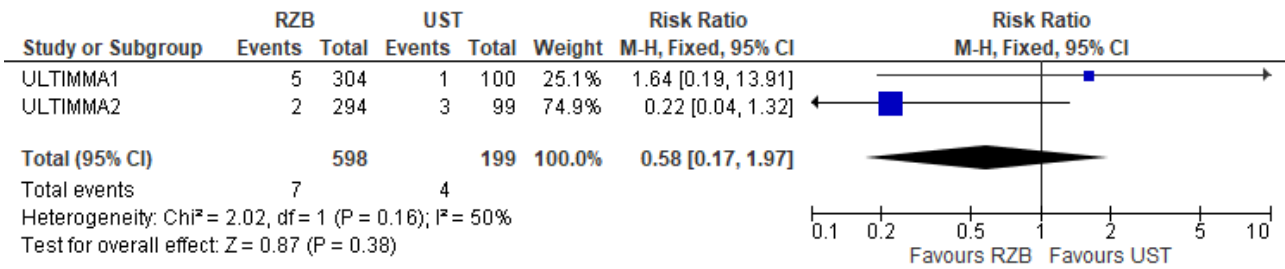 RZB UST Risk Ratio Risk Ratio
Study or Subgroup Events Total Events Total Weight M-H, Fixed, 95% CI M-H, Fixed, 95% CI
ULTIMMA1 5 304 1 100 25.1% 1.64 [0.19, 13.91]
ULTIMMA2 2 294 3 99 74.9% 0.22 [0.04, 1.32]
Total (95% CI) 598 199 100.0% 0.58 [0.17, 1.97]
Total events 7 4
Heterogeneity: Chi² = 2.02, df = 1 (P = 0.16); I² = 50%
Test for overall effect: Z = 0.87 (P = 0.38)
0.1 0.2 0.5 1 2 5 10
Favours RZB Favours UST